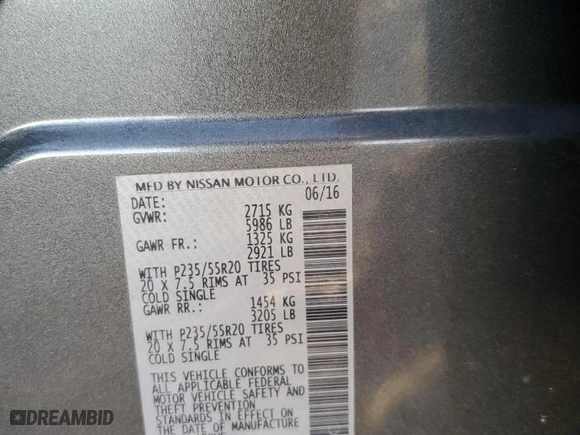 MFD BY NISSAN MOTOR CO., LTD.
DATE: 06/16
GVWR: 2715 KG
5986 LB
GAWR FR.: 1325 KG
2921 LB
WITH P235/55R20 TIRES
20 X 7.5 RIMS AT 35 PSI
COLD SINGLE
GAWR RR.: 1454 KG
3205 LB
WITH P235/55R20 TIRES
20 X 7.5 RIMS AT 35 PSI
COLD SINGLE
THIS VEHICLE CONFORMS TO
ALL APPLICABLE FEDERAL
MOTOR VEHICLE SAFETY AND
THEFT PREVENTION
STANDARDS IN EFFECT ON
THE DATE OF MANUFACTURE
DREAMBID